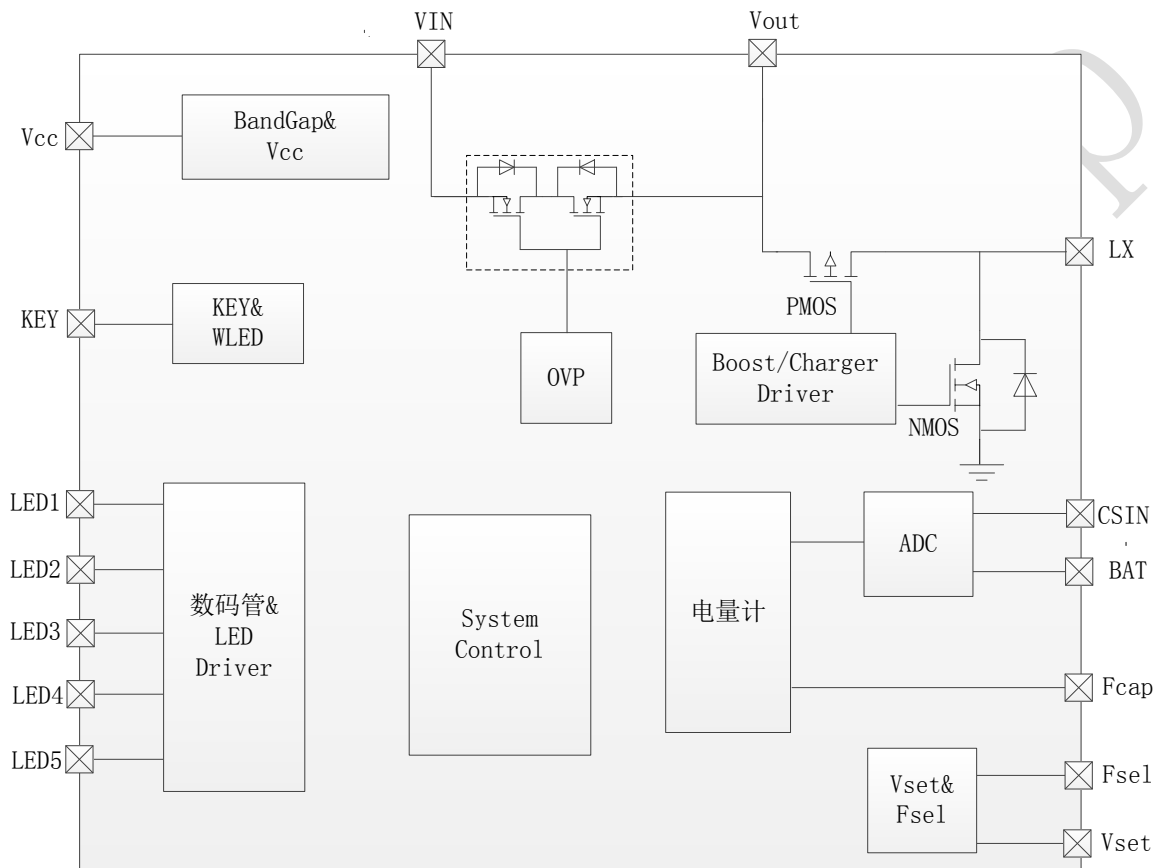 VIN
Vout
Vcc
BandGap&
Vcc
LX
KEY
KEY&
WLED
PMOS
OVP
Boost/Charger
Driver
NMOS
LED1
LED2
LED3
LED4
LED5
数码管&
LED
Driver
System
Control
电量计
ADC
CSIN
BAT
Fcap
Vset&
Fsel
Fsel
Vset